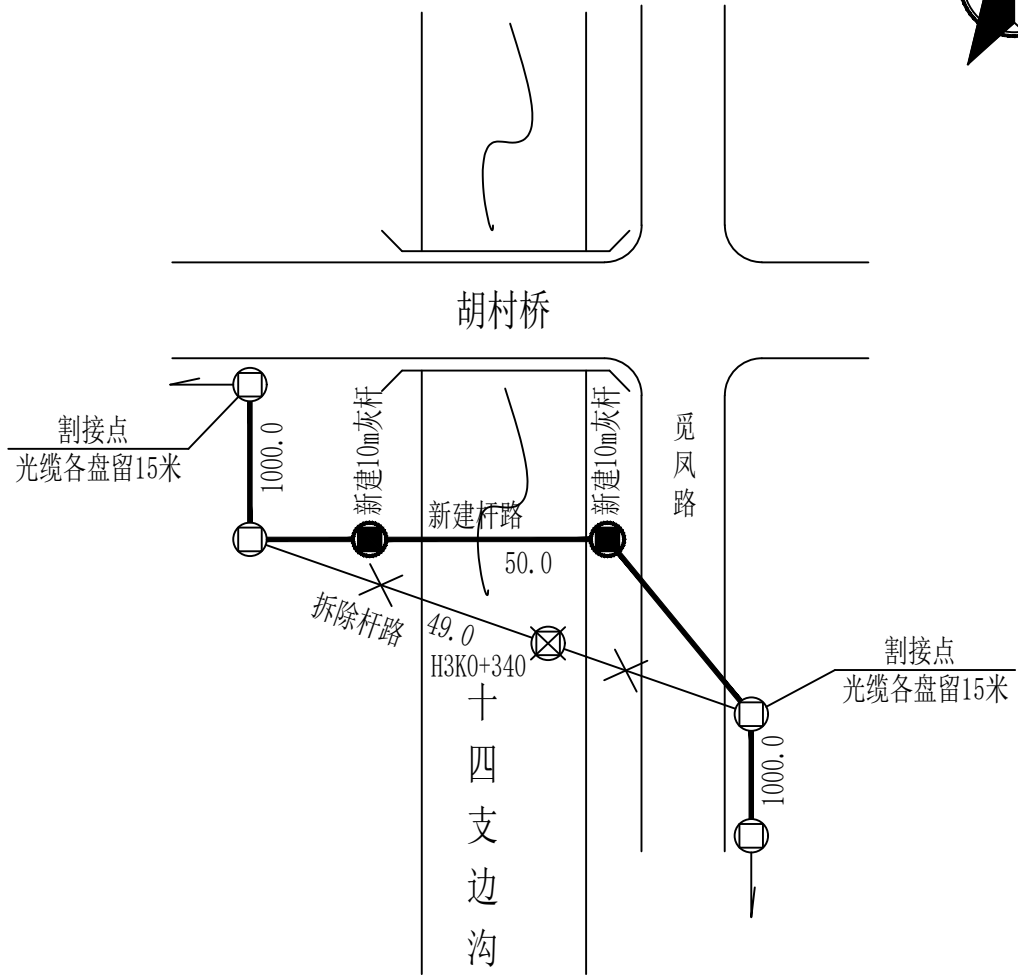 胡村桥
割接点
光缆各盘留15米
1000.0
新建10m灰杆
新建10m灰杆
觅凤路
新建杆路
50.0
拆除杆路
49.0
H3K0+340
割接点
光缆各盘留15米
1000.0
十四支边沟